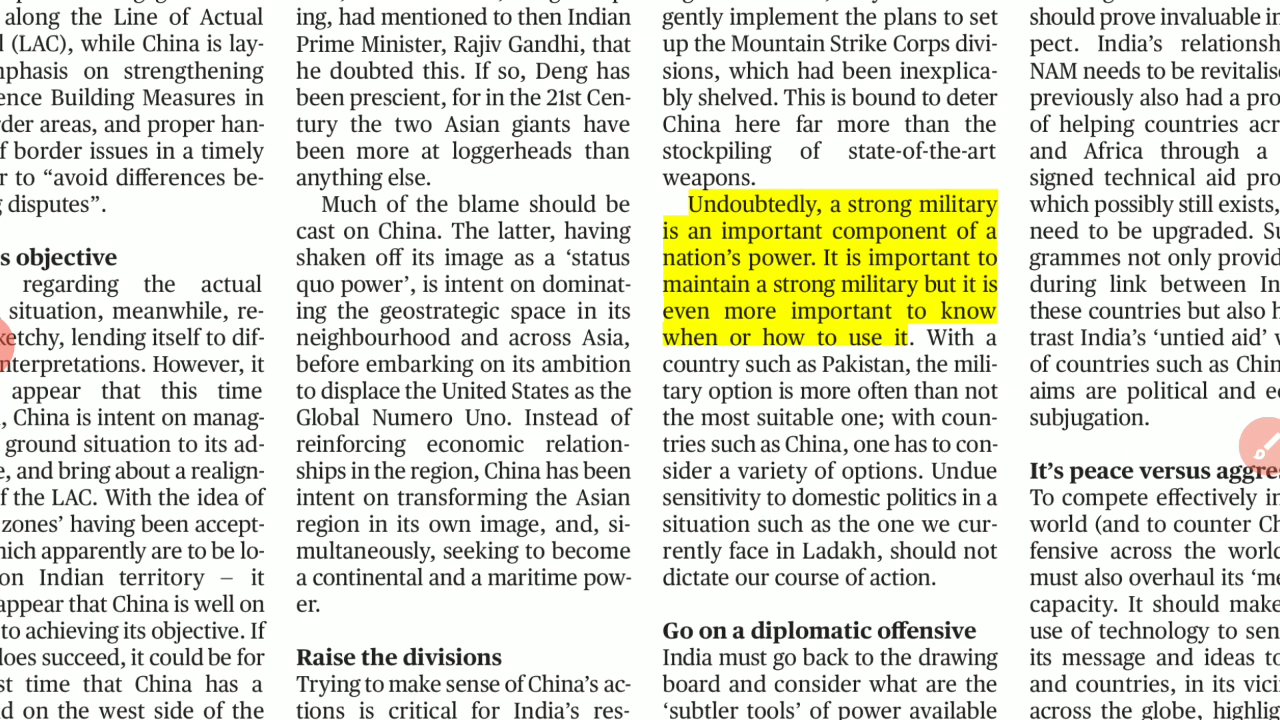 along the Line of Actual
(LAC), while China is lay-
emphasis on strengthening
Building Measures in
areas, and proper han-
border issues in a timely
to “avoid differences be-
disputes”.
objective
regarding the actual
situation, meanwhile, re-
lending itself to dif-
interpretations. However, it
appear that this time
China is intent on manag-
ground situation to its ad-
and bring about a realign-
the LAC. With the idea of
zones’ having been accept-
apparently are to be lo-
on Indian territory – it
appear that China is well on
to achieving its objective. If
succeed, it could be for
time that China has a
on the west side of the
ing, had mentioned to then Indian
Prime Minister, Rajiv Gandhi, that
he doubted this. If so, Deng has
been prescient, for in the 21st Cen-
tury the two Asian giants have
been more at loggerheads than
anything else.
Much of the blame should be
cast on China. The latter, having
shaken off its image as a ‘status
quo power’, is intent on dominat-
ing the geostrategic space in its
neighbourhood and across Asia,
before embarking on its ambition
to displace the United States as the
Global Numero Uno. Instead of
reinforcing economic relation-
ships in the region, China has been
intent on transforming the Asian
region in its own image, and, si-
multaneously, seeking to become
a continental and a maritime pow-
er.
Raise the divisions
Trying to make sense of China’s ac-
tions is critical for India’s res-
gently implement the plans to set
up the Mountain Strike Corps divi-
sions, which had been inexplica-
bly shelved. This is bound to deter
China here far more than the
stockpiling of state-of-the-art
weapons.
Undoubtedly, a strong military
is an important component of a
nation’s power. It is important to
maintain a strong military but it is
even more important to know
when or how to use it. With a
country such as Pakistan, the mili-
tary option is more often than not
the most suitable one; with coun-
tries such as China, one has to con-
sider a variety of options. Undue
sensitivity to domestic politics in a
situation such as the one we cur-
rently face in Ladakh, should not
dictate our course of action.
Go on a diplomatic offensive
India must go back to the drawing
board and consider what are the
‘subtler tools’ of power available
should prove invaluable in
pect. India’s
NAM needs to be
previously also had a
of helping countries
and Africa through a
signed technical aid
which possibly still exists,
need to be upgraded.
grammes not only
during link between
these countries but also
trast India’s ‘untied aid’
of countries such as
aims are political and
subjugation.
It’s peace versus
To compete effectively in
world (and to counter
fensive across the world
must also overhaul its
capacity. It should make
use of technology to
its message and ideas to
and countries, in its
across the globe,